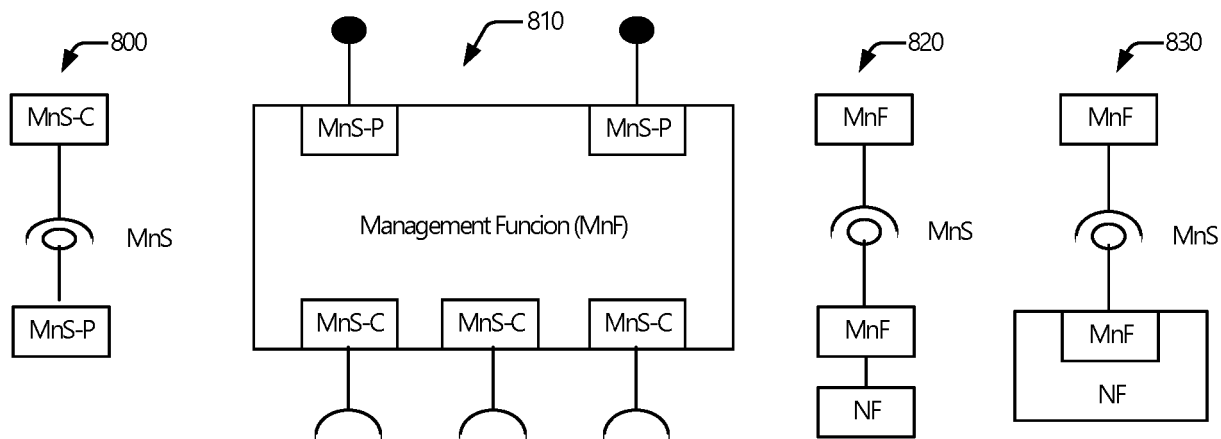 800
MnS-C
MnS
MnS-P
810
MnS-P
MnS-P
Management Funcion (MnF)
MnS-C
MnS-C
MnS-C
820
MnF
MnS
MnF
NF
830
MnF
MnS
MnF
NF